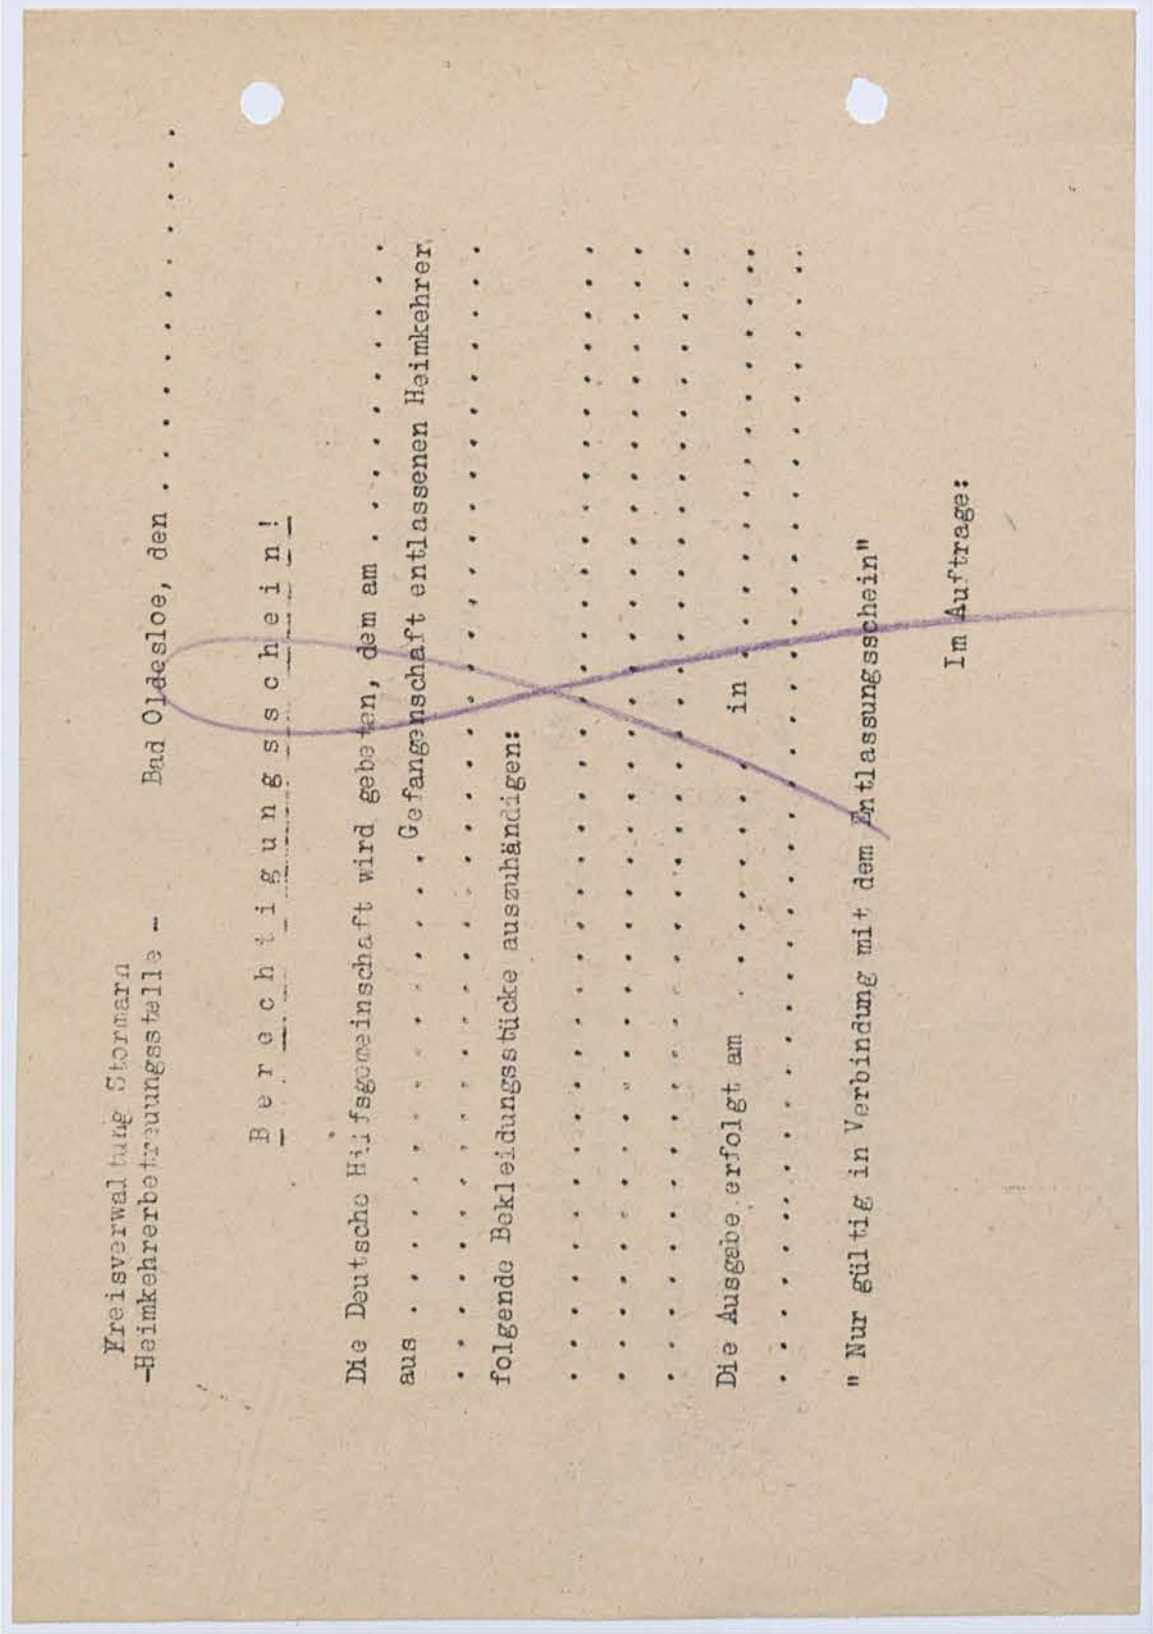 Kreisverwaltung Stormarn
-Heimkehrerbetreuungsstelle -
Bad Oldesloe, den . . . . . . . . . . . .
B e r e c h t i g u n g s s c h e i n !
Die Deutsche Hilfsgemeinschaft wird gebeten, dem am . . . . . . . . . .
aus . . . . . . . . . . . . Gefangenschaft entlassenen Heimkehrer
. . . . . . . . . . . . . . . . . . . . . . . . . . . . .
folgende Bekleidungsstücke auszuhändigen:
. . . . . . . . . . . . . . . . . . . . . . . . . . . . .
. . . . . . . . . . . . . . . . . . . . . . . . . . . . .
. . . . . . . . . . . . . . . . . . . . . . . . . . . . .
Die Ausgabe erfolgt am . . . . . . . . in . . . . . . . . . . . . . .
. . . . . . . . . . . . . . . . . . . . . . . . . . . . .
" Nur gültig in Verbindung mit dem Entlassungsschein"
Im Auftrage: